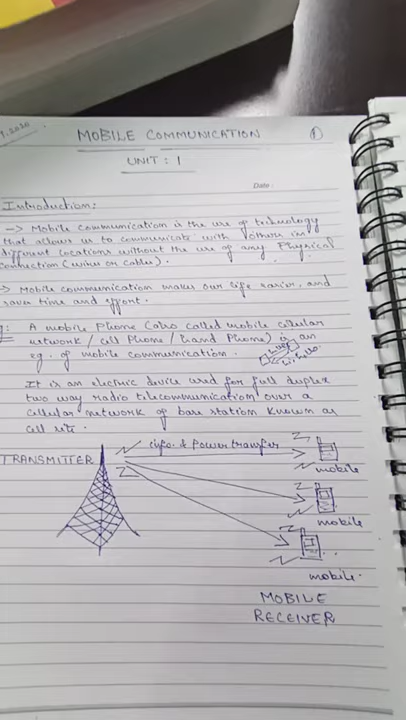 .2020
MOBILE COMMUNICATION
1
UNIT : 1
Date :
Introduction:
-> Mobile communication is the use of technology
that allows us to communicate with others in
different locations without the use of any Physical
connection (wires or cables).
-> Mobile communication makes our life easier, and
saves time and effort.
A mobile Phone (also called mobile cellular
network / cell Phone / hand Phone) is an
eg. of mobile communication.
It is an electric device used for full duplex
two way radio telecommunication over a
cellular network of base station known as
cell site.
TRANSMITTER
info. & power transfer
mobile
mobile
mobile.
MOBILE
RECEIVER